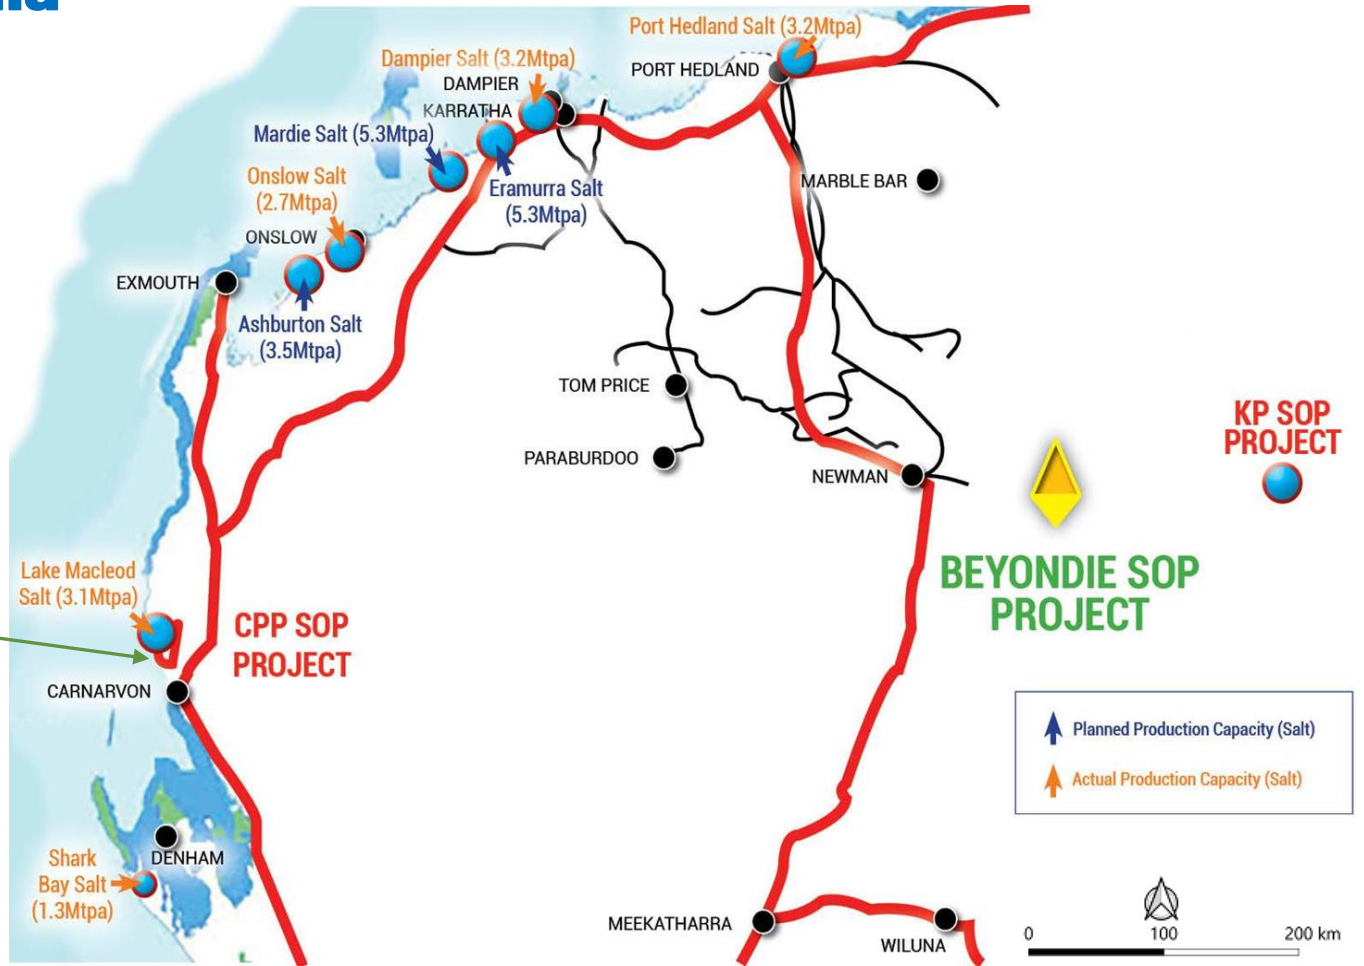 Port Hedland Salt (3.2Mtpa)
Dampier Salt (3.2Mtpa)
PORT HEDLAND
DAMPIER
KARRATHA
Mardie Salt (5.3Mtpa)
Onslow Salt
(2.7Mtpa)
Eramurra Salt
(5.3Mtpa)
MARBLE BAR
ONSLOW
EXMOUTH
Ashburton Salt
(3.5Mtpa)
TOM PRICE
PARABURDOO
NEWMAN
KP SOP
PROJECT
BEYONDIE SOP
PROJECT
Lake Macleod
Salt (3.1Mtpa)
CPP SOP
PROJECT
CARNARVON
Planned Production Capacity (Salt)
Actual Production Capacity (Salt)
DENHAM
Shark
Bay Salt
(1.3Mtpa)
MEEKATHARRA
WILUNA
0 100 200 km